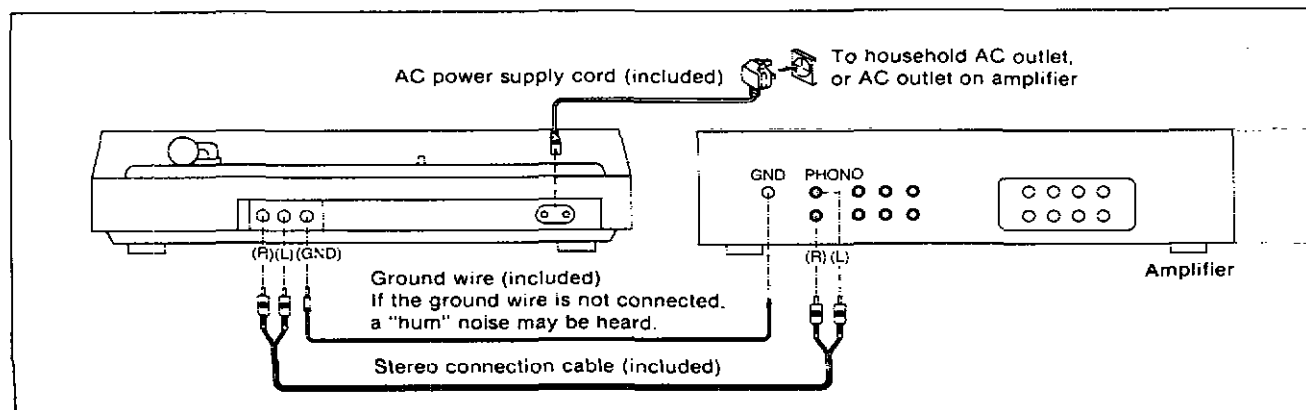 AC power supply cord (included)
To household AC outlet,
or AC outlet on amplifier
GND PHONO
(R) (L) (GND)
(R) (L)
Amplifier
Ground wire (included)
If the ground wire is not connected,
a "hum" noise may be heard.
Stereo connection cable (included)